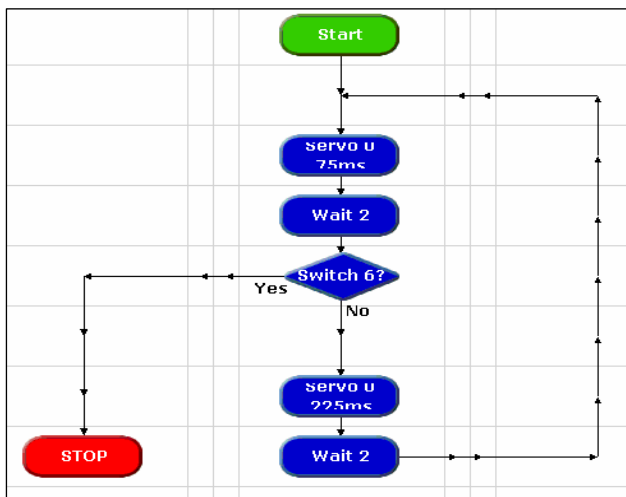 Start
Servo 0
75ms
Wait 2
Switch 6?
Yes
No
Servo 0
225ms
STOP
Wait 2